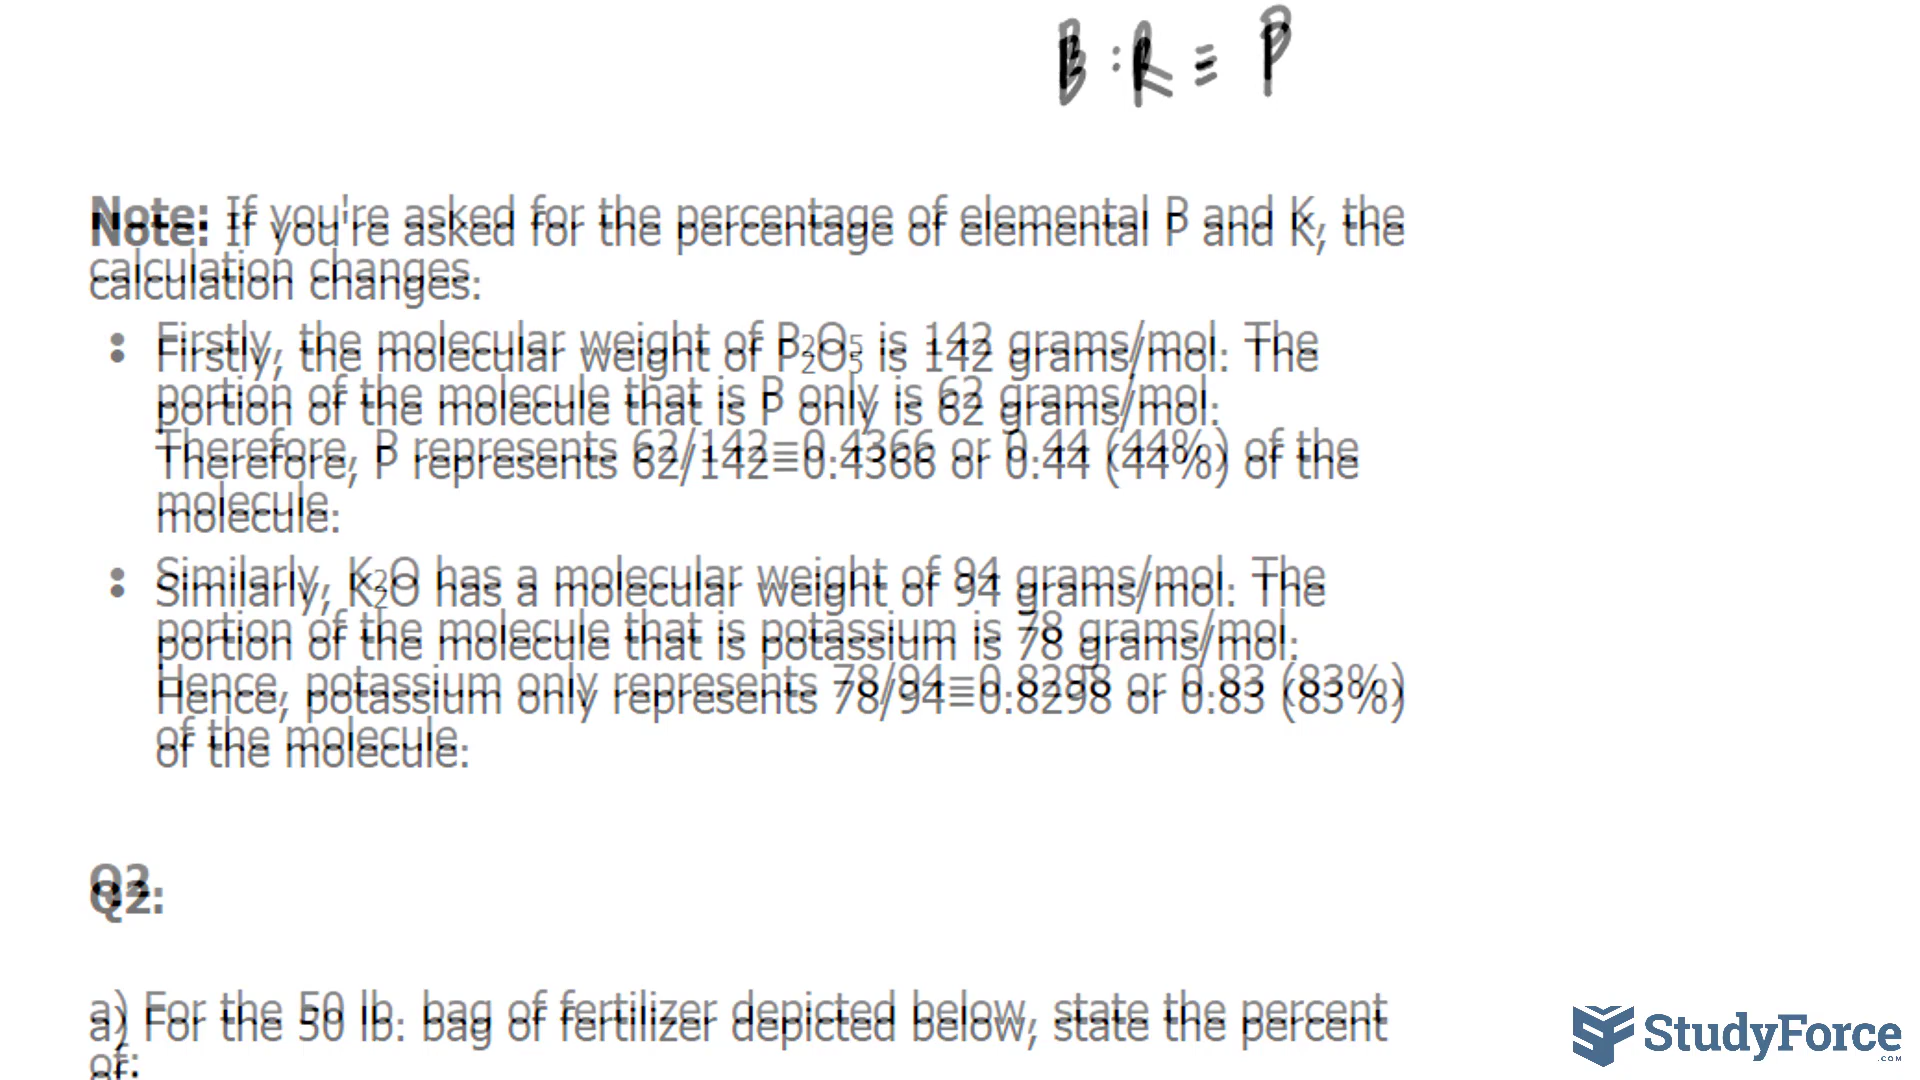 B · R = P
Note: If you're asked for the percentage of elemental P and K, the
calculation changes.
• Firstly, the molecular weight of P₂O₅ is 142 grams/mol. The
portion of the molecule that is P only is 62 grams/mol.
Therefore, P represents 62/142=0.4366 or 0.44 (44%) of the
molecule.
• Similarly, K₂O has a molecular weight of 94 grams/mol. The
portion of the molecule that is potassium is 78 grams/mol.
Hence, potassium only represents 78/94=0.8298 or 0.83 (83%)
of the molecule.
Q2.
a) For the 50 lb. bag of fertilizer depicted below, state the percent
of:
StudyForce
.COM